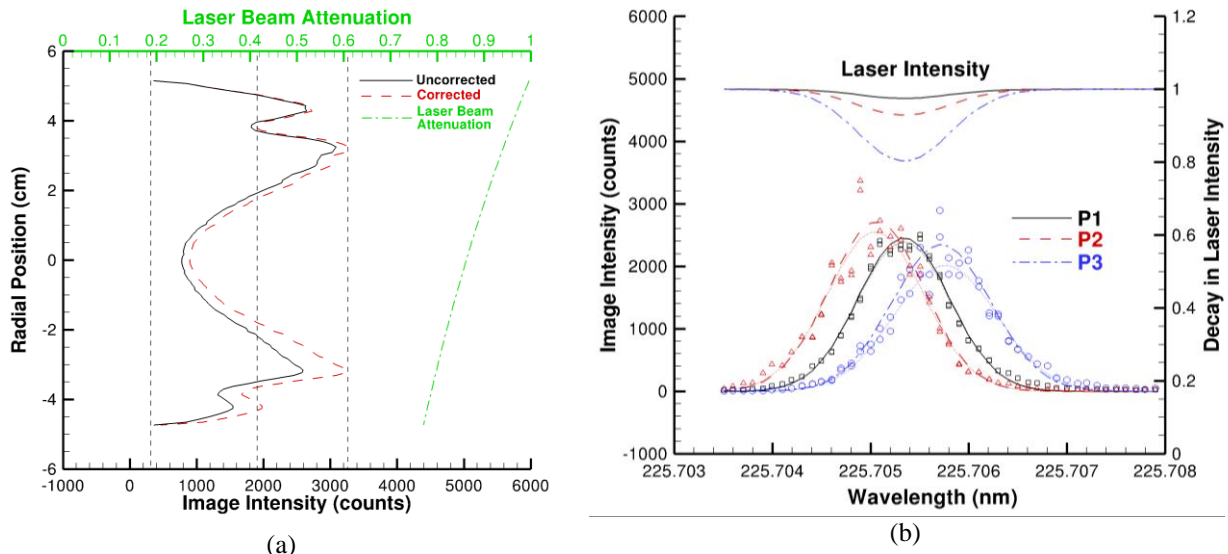 Laser Beam Attenuation
0 0.1 0.2 0.3 0.4 0.5 0.6 0.7 0.8 0.9 1
6
4
2
0
-2
-4
-6
Radial Position (cm)
Uncorrected
Corrected
Laser Beam
Attenuation
-1000 0 1000 2000 3000 4000 5000 6000
Image Intensity (counts)
(a)
6000
5000
4000
3000
2000
1000
0
-1000
Image Intensity (counts)
Laser Intensity
P1
P2
P3
1.2
1
0.8
0.6
0.4
0.2
0
Decay in Laser Intensity
225.703 225.704 225.705 225.706 225.707 225.708
Wavelength (nm)
(b)